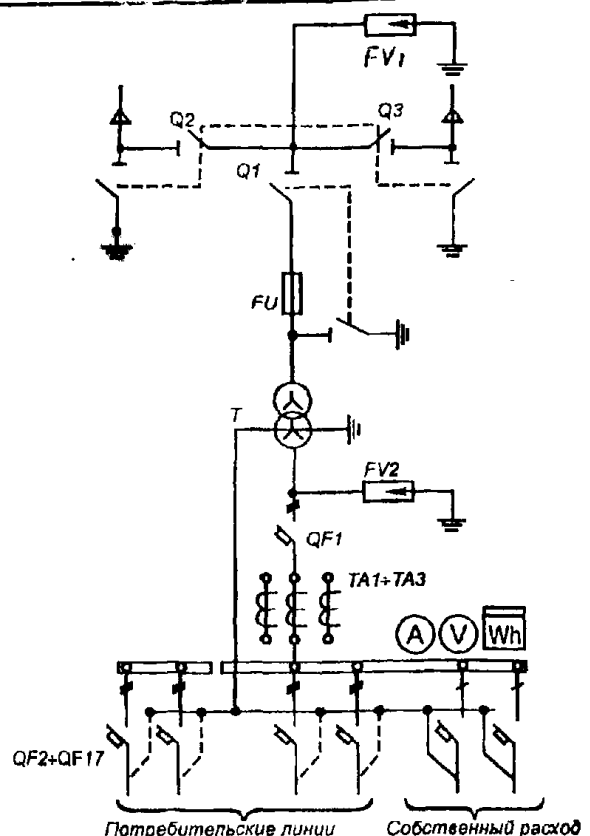 FV1
Q2
Q3
Q1
FU
T
FV2
QF1
TA1÷TA3
A
V
Wh
QF2÷QF17
Потребительские линии
Собственный расход